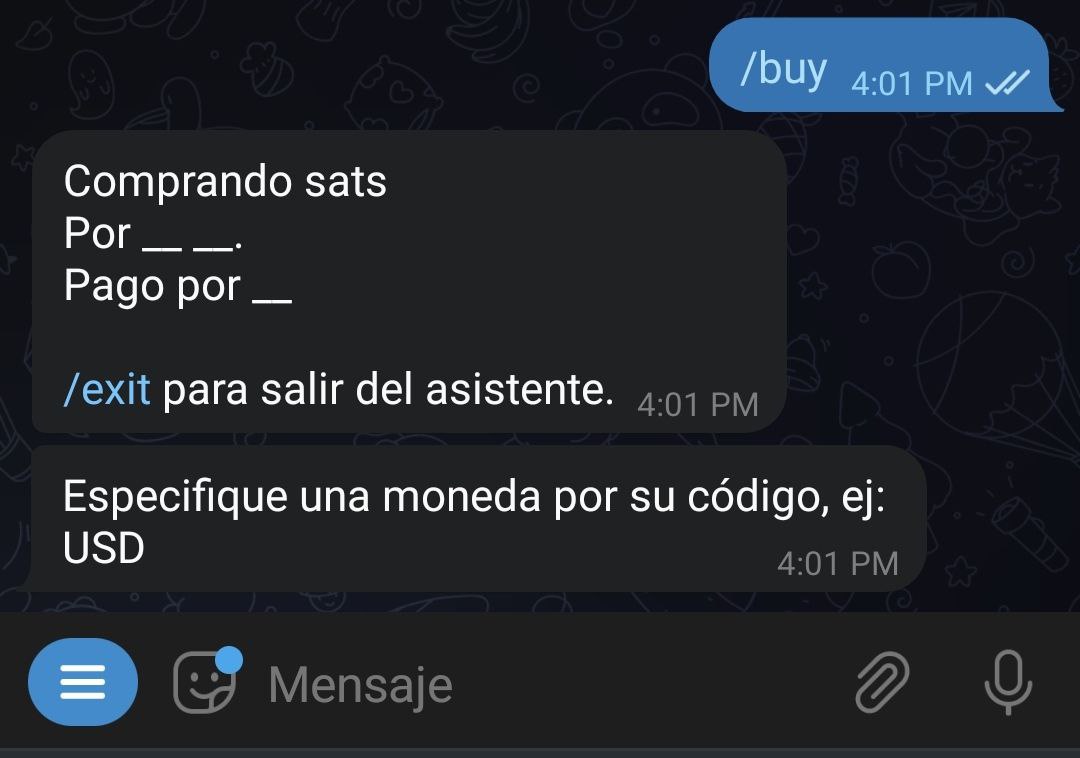 /buy 4:01 PM
Comprando sats
Por __ __.
Pago por __
/exit para salir del asistente. 4:01 PM
Especifique una moneda por su código, ej:
USD
4:01 PM
Mensaje